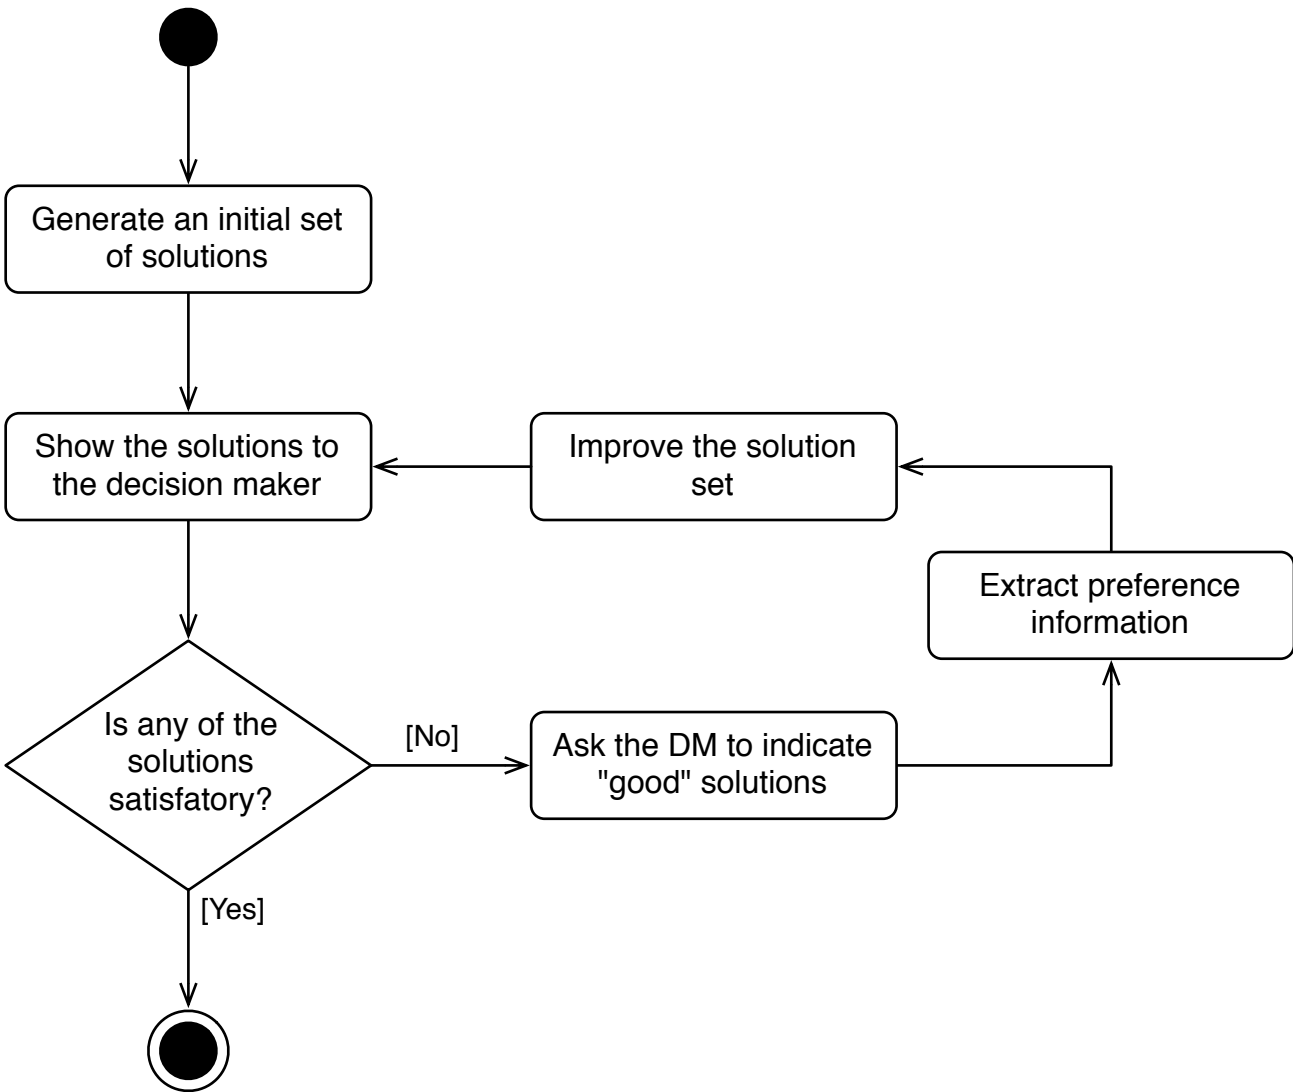 Generate an initial set
of solutions
Show the solutions to
the decision maker
Improve the solution
set
Extract preference
information
Is any of the
solutions
satisfatory?
[No]
Ask the DM to indicate
"good" solutions
[Yes]